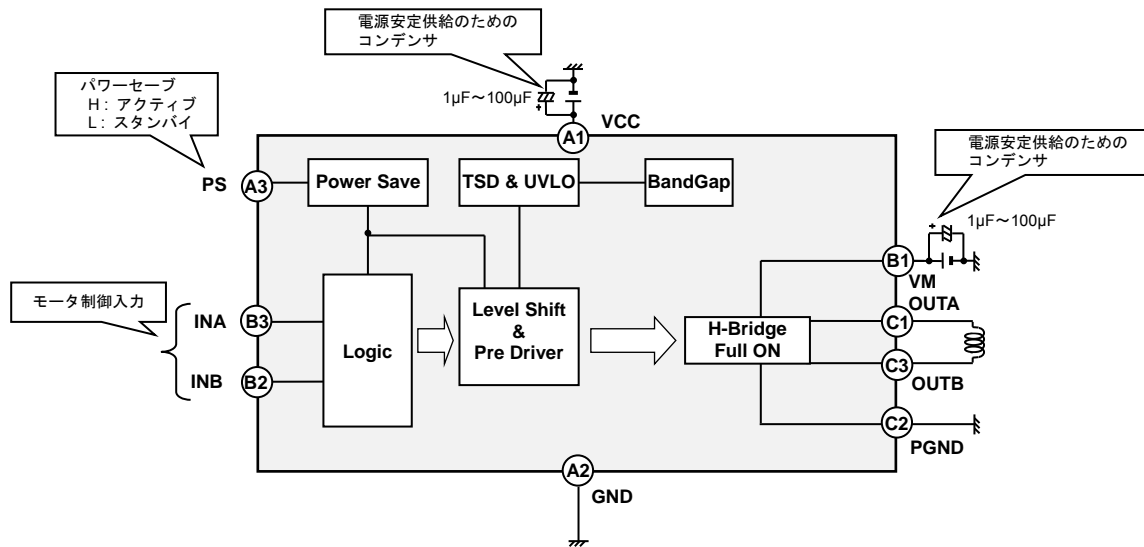 電源安定供給のための
コンデンサ
パワーセーブ
H： アクティブ
L： スタンバイ
1µF～100µF
+
VCC
A1
電源安定供給のための
コンデンサ
PS
A3
Power Save
TSD & UVLO
BandGap
+
1µF～100µF
B1
VM
モータ制御入力
INA
B3
INB
B2
Logic
Level Shift
&
Pre Driver
H-Bridge
Full ON
OUTA
C1
C3
OUTB
C2
PGND
A2
GND